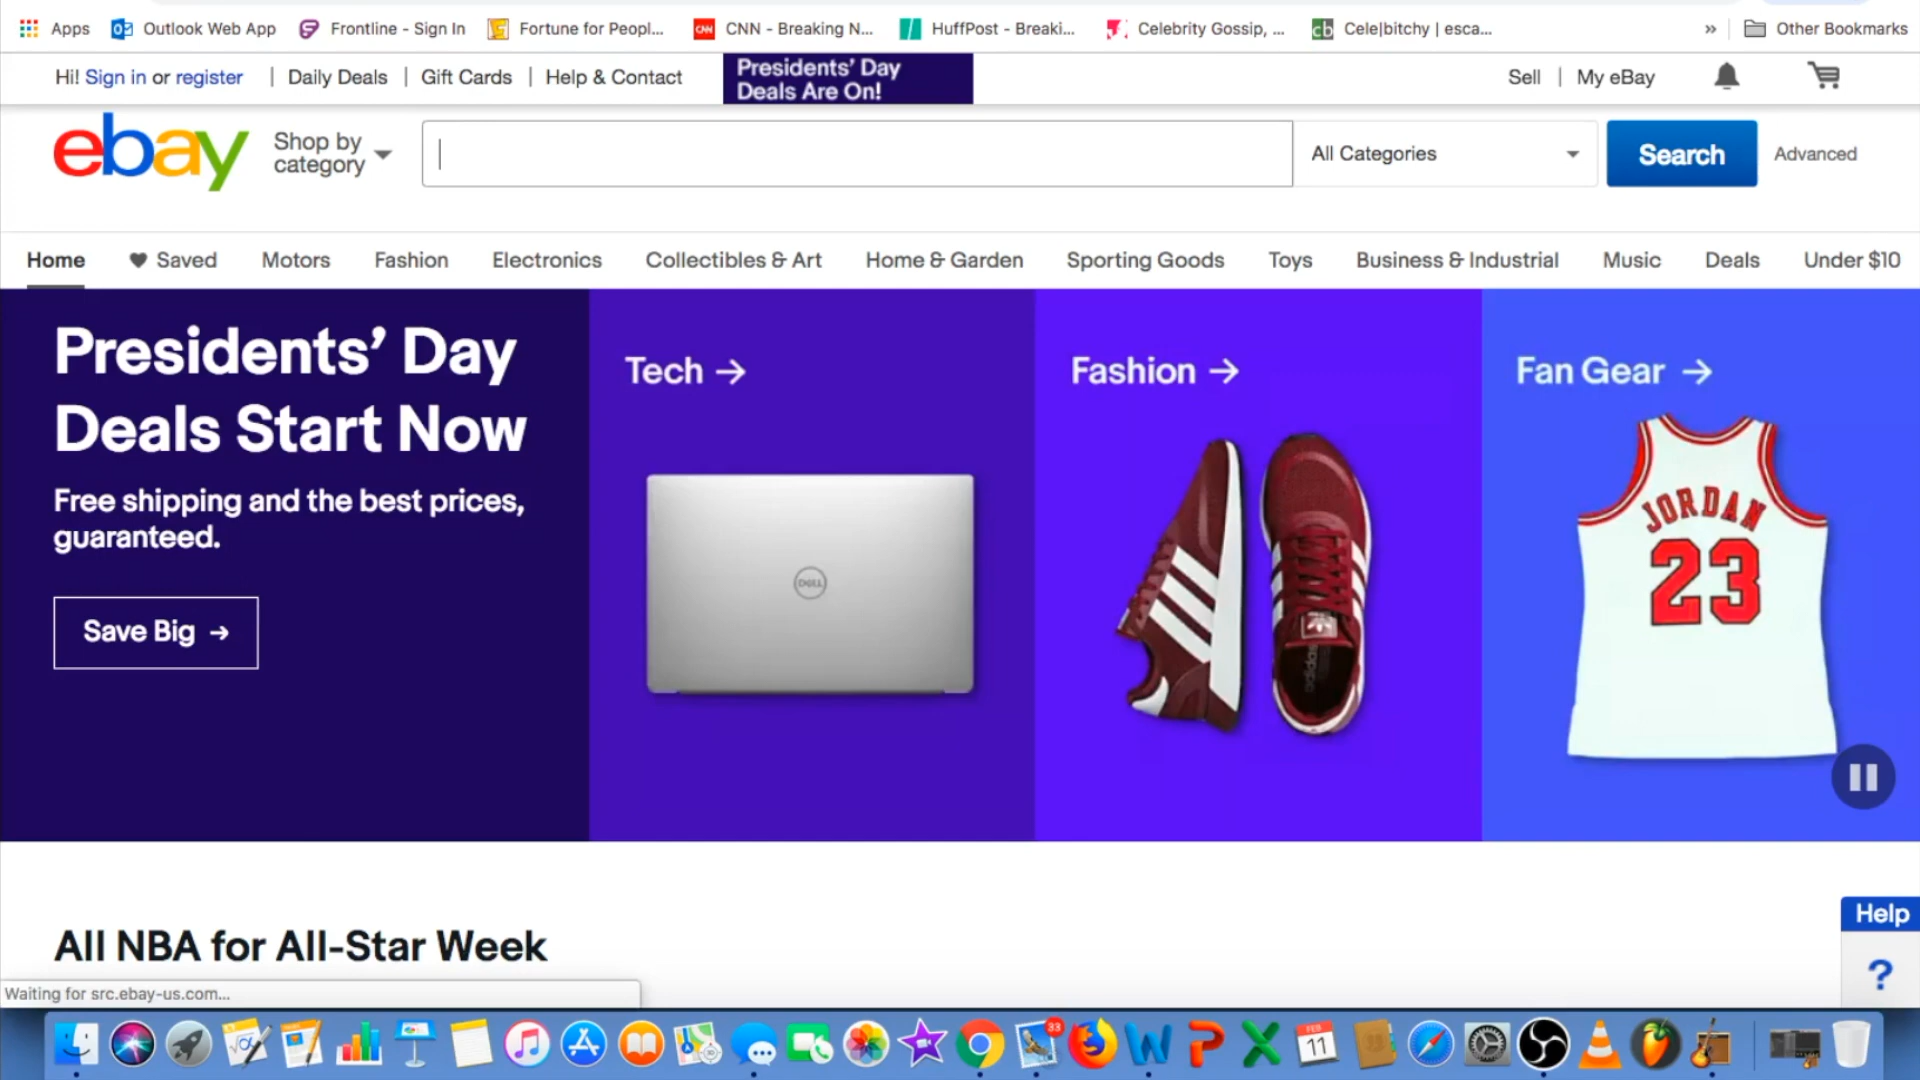 Apps Outlook Web App Frontline - Sign In Fortune for Peopl... CNN - Breaking N... HuffPost - Breaki... Celebrity Gossip, ... Cele|bitchy | esca... » Other Bookmarks
Hi! Sign in or register | Daily Deals | Gift Cards | Help & Contact
Presidents’ Day
Deals Are On!
Sell | My eBay
ebay
Shop by
category
All Categories
Search
Advanced
Home Saved Motors Fashion Electronics Collectibles & Art Home & Garden Sporting Goods Toys Business & Industrial Music Deals Under $10
Presidents’ Day
Deals Start Now
Free shipping and the best prices,
guaranteed.
Save Big →
Tech →
DELL
Fashion →
adidas
Fan Gear →
JORDAN
23
All NBA for All-Star Week
Help
?
Waiting for src.ebay-us.com...
33
FEB
11